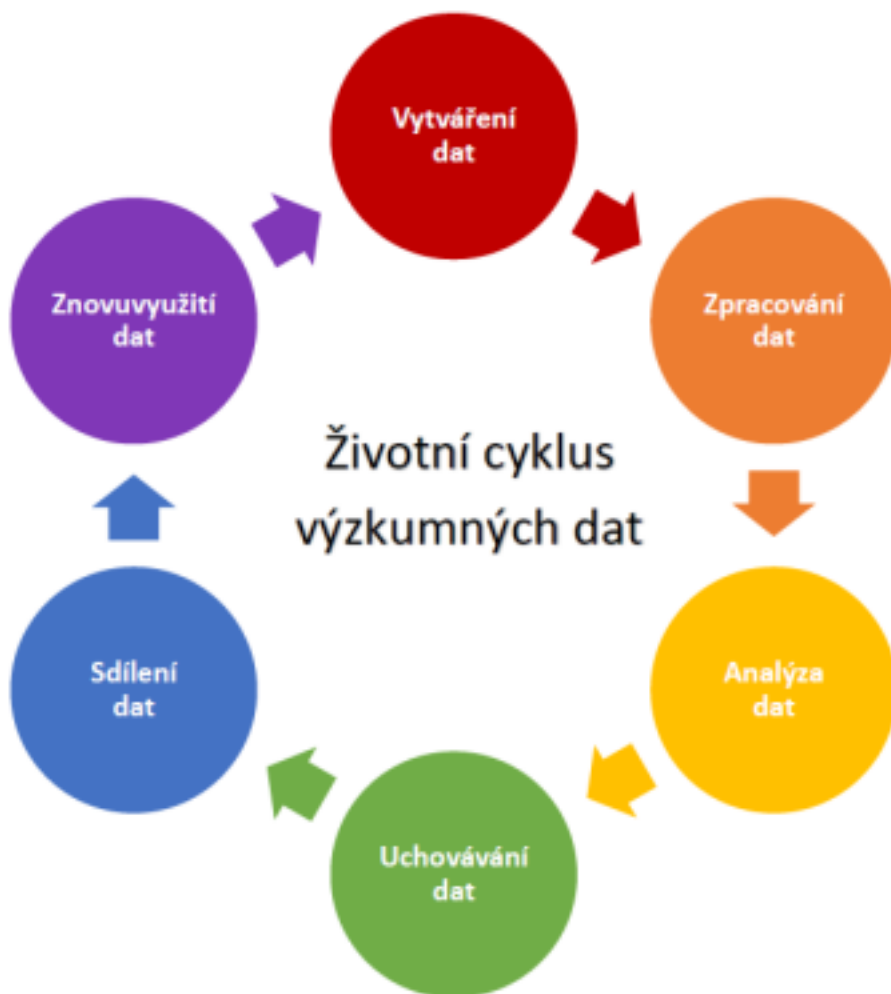 Vytváření
dat
Zpracování
dat
Analýza
dat
Uchovávání
dat
Sdílení
dat
Znovuvyužití
dat
Životní cyklus
výzkumných dat